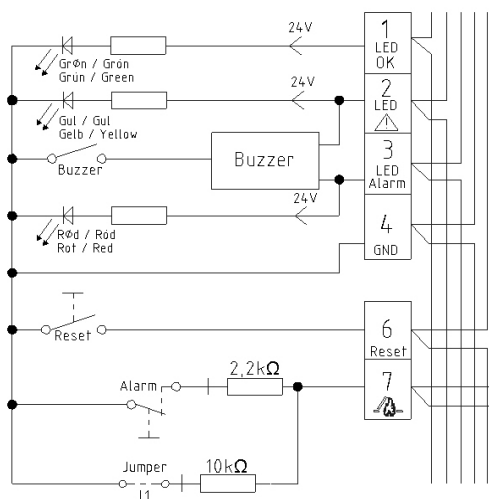 24V
1
LED
OK
GrØn / Grön
Grün / Green
24V
2
LED
Gul / Gul
Gelb / Yellow
Buzzer
Buzzer
3
LED
Alarm
24V
RØd / Röd
Rot / Red
4
GND
Reset
6
Reset
2,2kΩ
Alarm
7
Jumper
J1
10kΩ